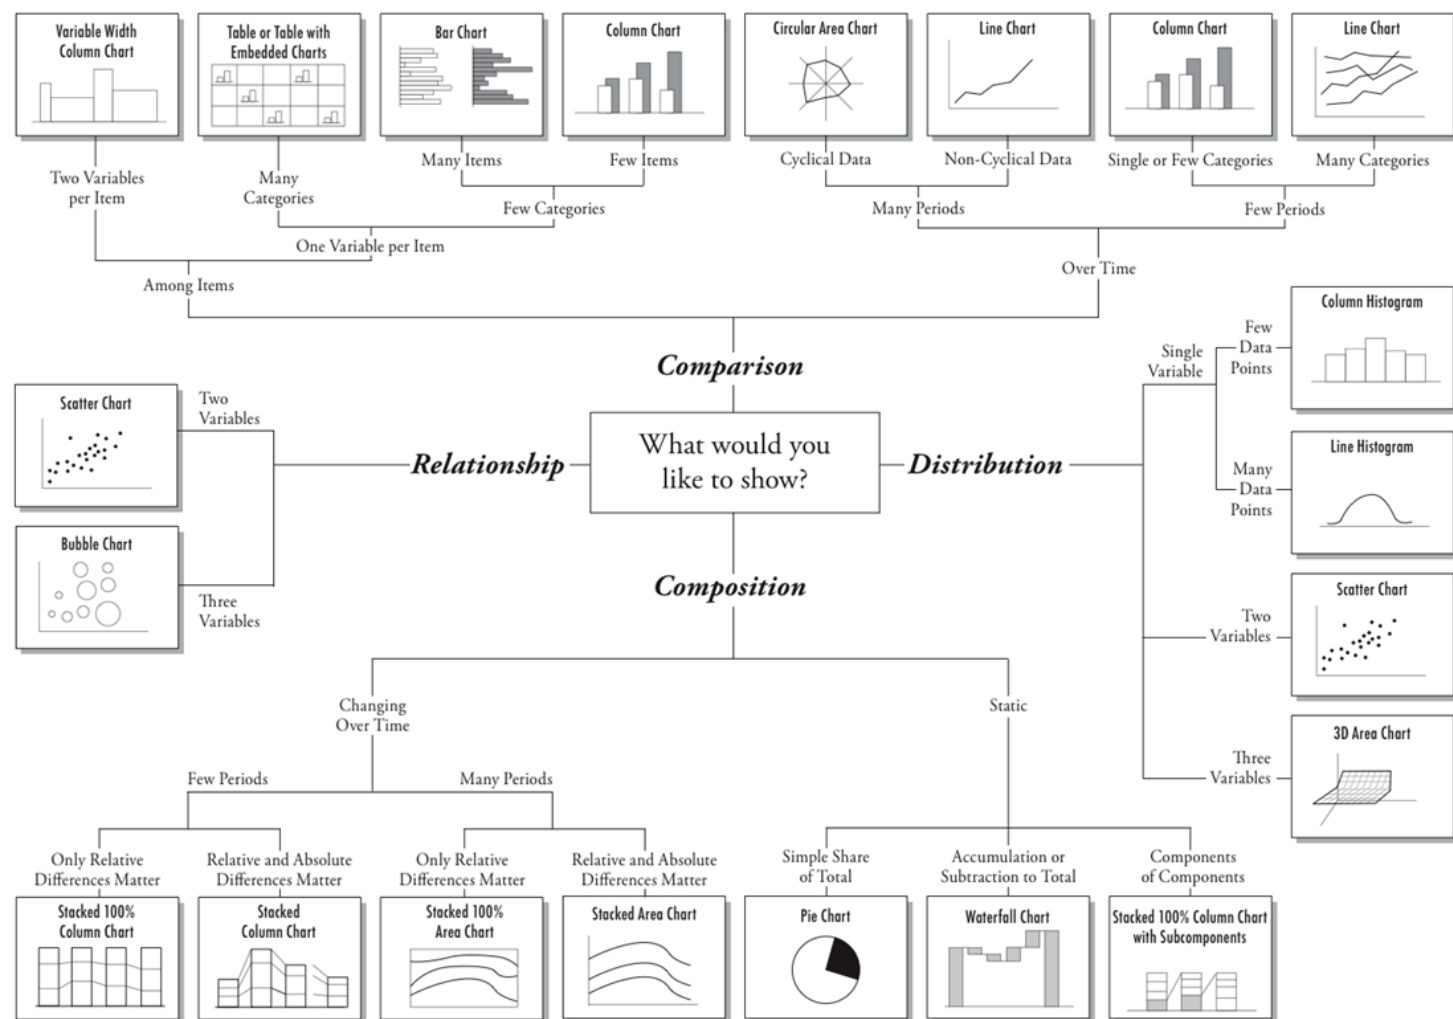 Variable Width
Column Chart
Table or Table with
Embedded Charts
Bar Chart
Column Chart
Circular Area Chart
Line Chart
Column Chart
Line Chart
Two Variables
per Item
Many
Categories
Many Items
Few Items
Cyclical Data
Non-Cyclical Data
Single or Few Categories
Many Categories
Few Categories
Many Periods
Few Periods
One Variable per Item
Among Items
Over Time
Comparison
What would you
like to show?
Relationship
Two
Variables
Scatter Chart
Bubble Chart
Three
Variables
Distribution
Single
Variable
Few
Data
Points
Column Histogram
Many
Data
Points
Line Histogram
Two
Variables
Scatter Chart
Three
Variables
3D Area Chart
Composition
Changing
Over Time
Static
Few Periods
Many Periods
Only Relative
Differences Matter
Relative and Absolute
Differences Matter
Only Relative
Differences Matter
Relative and Absolute
Differences Matter
Simple Share
of Total
Accumulation or
Subtraction to Total
Components
of Components
Stacked 100%
Column Chart
Stacked
Column Chart
Stacked 100%
Area Chart
Stacked Area Chart
Pie Chart
Waterfall Chart
Stacked 100% Column Chart
with Subcomponents